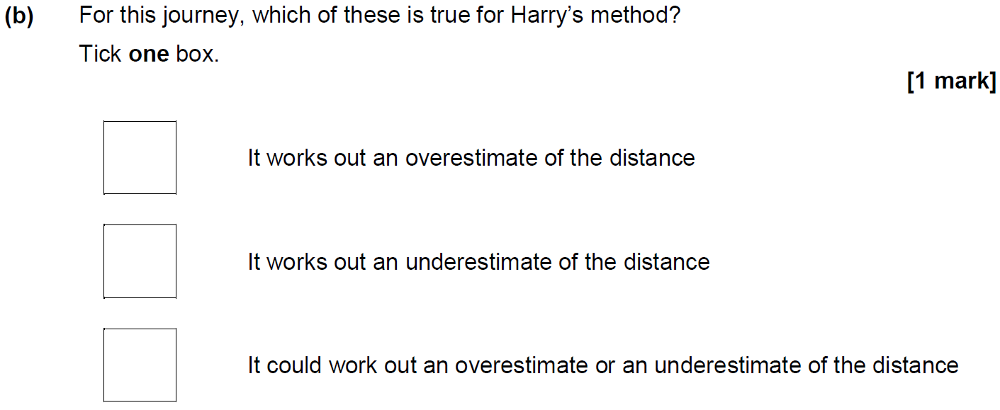 (b) For this journey, which of these is true for Harry’s method?
Tick one box.
[1 mark]
It works out an overestimate of the distance
It works out an underestimate of the distance
It could work out an overestimate or an underestimate of the distance